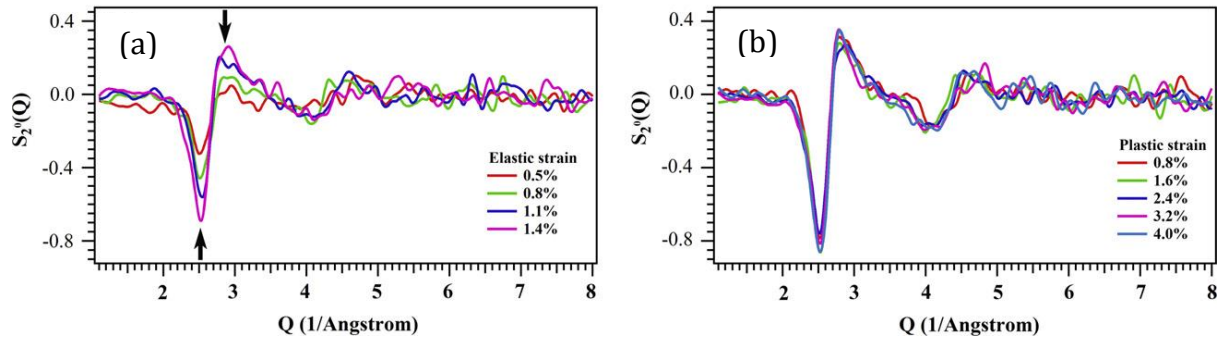 (a)
0.4
0.0
-0.4
-0.8
S₂⁰(Q)
Elastic strain
0.5%
0.8%
1.1%
1.4%
2 3 4 5 6 7 8
Q (1/Angstrom)
(b)
0.4
0.0
-0.4
-0.8
S₂⁰(Q)
Plastic strain
0.8%
1.6%
2.4%
3.2%
4.0%
2 3 4 5 6 7 8
Q (1/Angstrom)